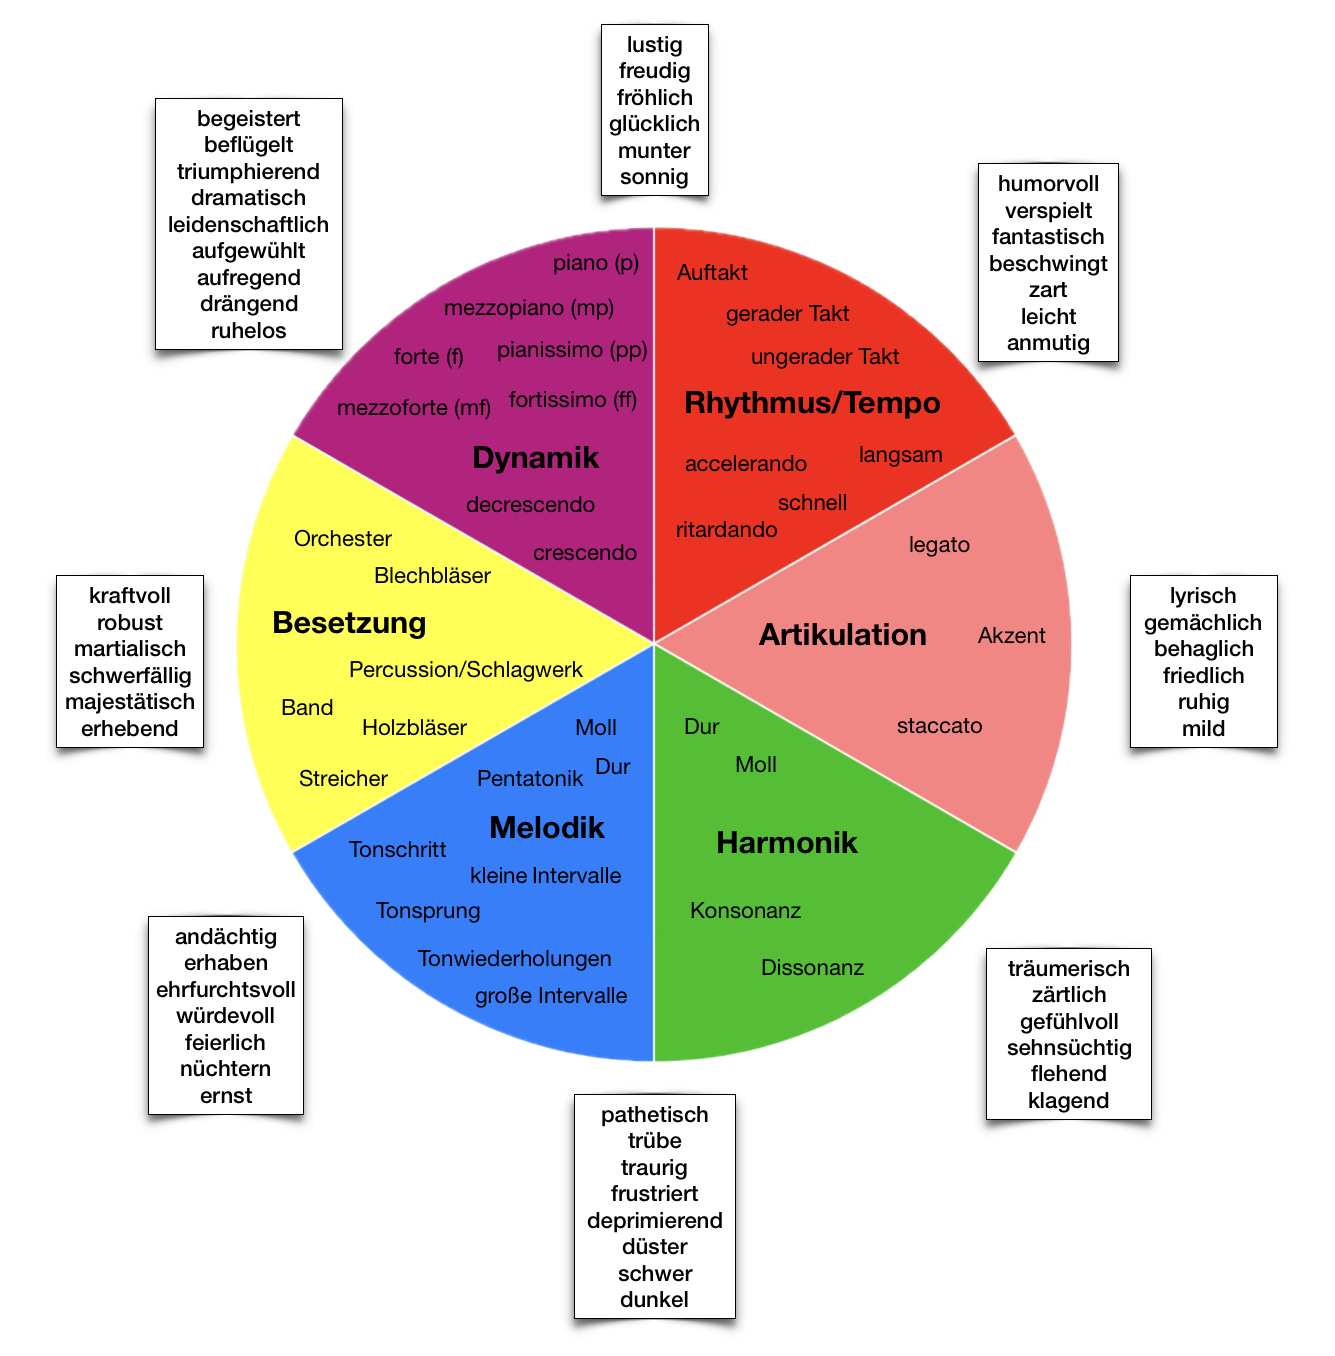 lustig
freudig
fröhlich
glücklich
munter
sonnig
begeistert
beflügelt
triumphierend
dramatisch
leidenschaftlich
aufgewühlt
aufregend
drängend
ruhelos
humorvoll
verspielt
fantastisch
beschwingt
zart
leicht
anmutig
piano (p)
mezzopiano (mp)
forte (f)
pianissimo (pp)
mezzoforte (mf)
fortissimo (ff)
Dynamik
decrescendo
crescendo
Auftakt
gerader Takt
ungerader Takt
Rhythmus/Tempo
accelerando
langsam
schnell
ritardando
Orchester
Blechbläser
Besetzung
Percussion/Schlagwerk
Band
Holzbläser
Streicher
legato
Artikulation
Akzent
staccato
kraftvoll
robust
martialisch
schwerfällig
majestätisch
erhebend
lyrisch
gemächlich
behaglich
friedlich
ruhig
mild
Moll
Dur
Pentatonik
Melodik
Tonschritt
kleine Intervalle
Tonsprung
Tonwiederholungen
große Intervalle
Dur
Moll
Harmonik
Konsonanz
Dissonanz
andächtig
erhaben
ehrfurchtsvoll
würdevoll
feierlich
nüchtern
ernst
träumerisch
zärtlich
gefühlvoll
sehnsüchtig
flehend
klagend
pathetisch
trübe
traurig
frustriert
deprimierend
düster
schwer
dunkel